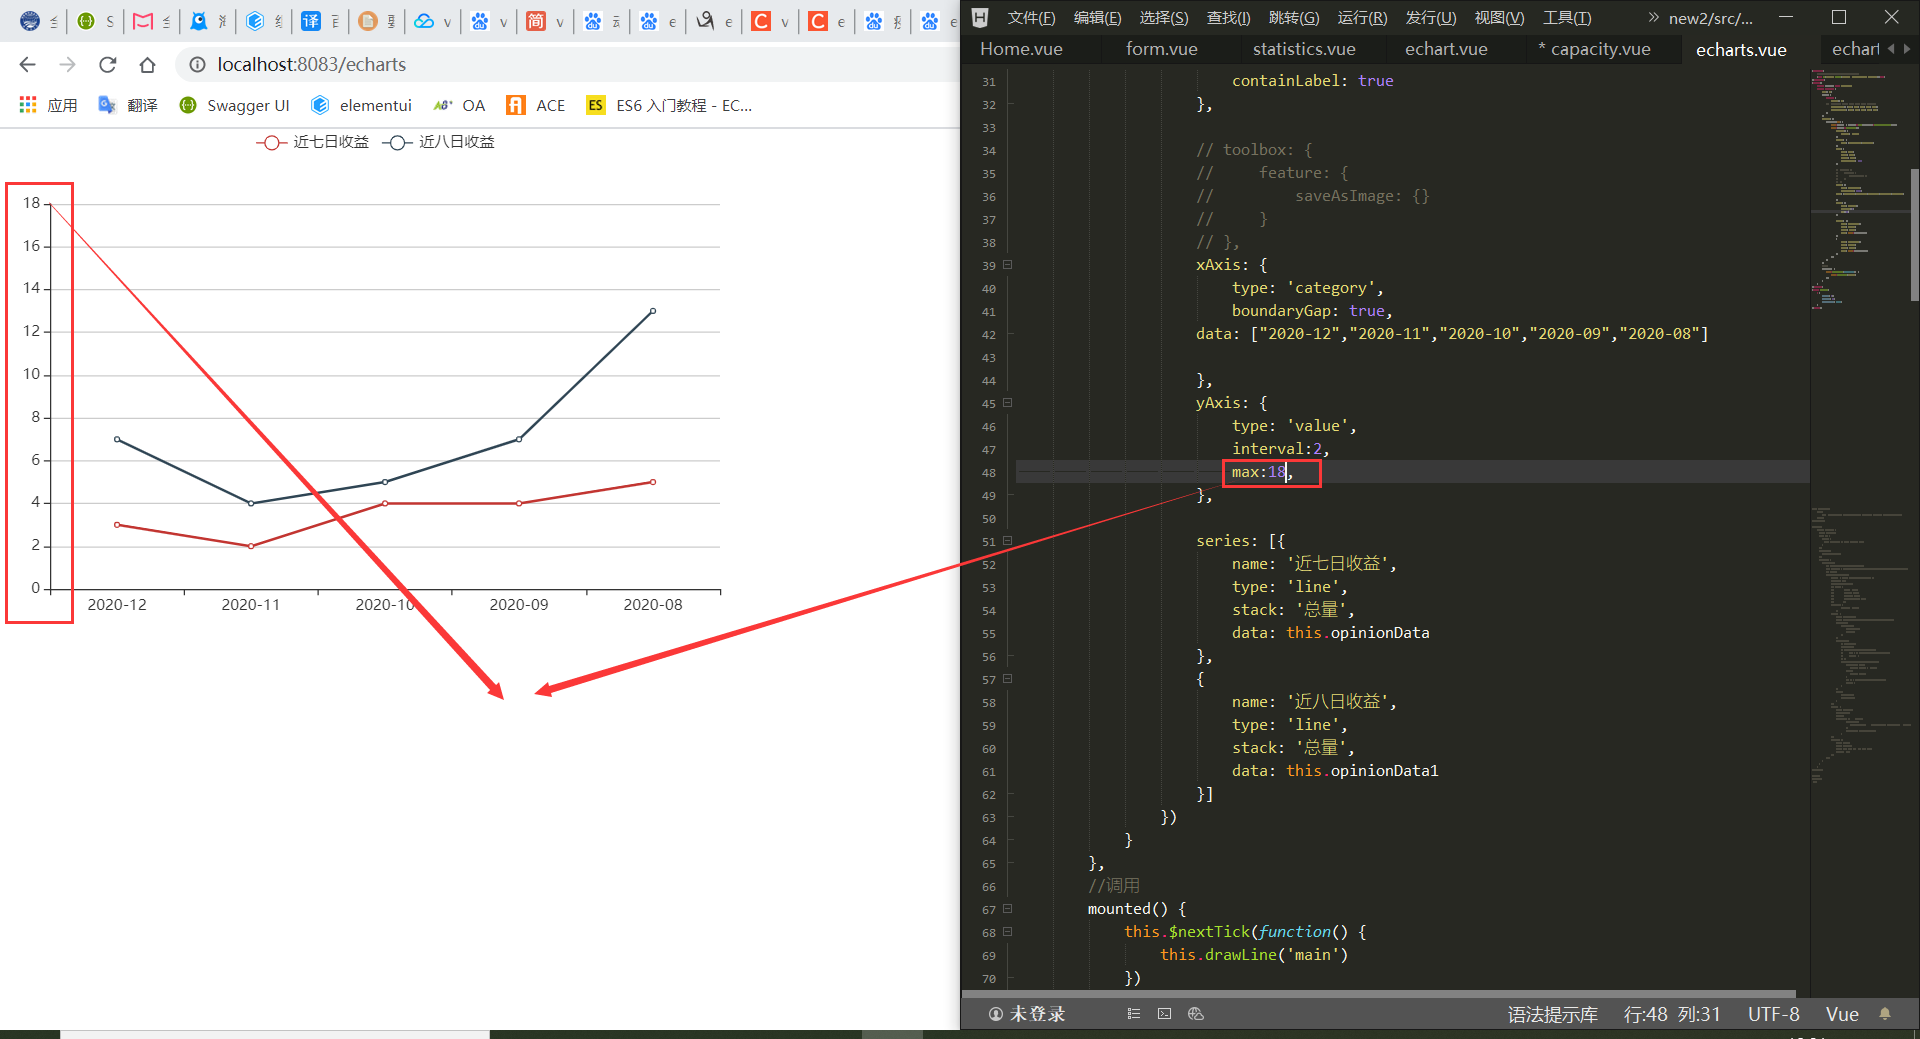 S
localhost:8083/echarts
应用 翻译 Swagger UI elementui OA ACE ES6 入门教程 - EC...
近七日收益 近八日收益
18
16
14
12
10
8
6
4
2
0
2020-12 2020-11 2020-10 2020-09 2020-08
文件(F) 编辑(E) 选择(S) 查找(I) 跳转(G) 运行(R) 发行(U) 视图(V) 工具(T) new2/src/...
Home.vue form.vue statistics.vue echart.vue * capacity.vue echarts.vue echart
31 containLabel: true
32 },
33
34 // toolbox: {
35 // feature: {
36 // saveAsImage: {}
37 // }
38 // },
39 xAxis: {
40 type: 'category',
41 boundaryGap: true,
42 data: ["2020-12","2020-11","2020-10","2020-09","2020-08"]
43
44 },
45 yAxis: {
46 type: 'value',
47 interval:2,
48 max:18,
49 },
50
51 series: [{
52 name: '近七日收益',
53 type: 'line',
54 stack: '总量',
55 data: this.opinionData
56 },
57 {
58 name: '近八日收益',
59 type: 'line',
60 stack: '总量',
61 data: this.opinionData1
62 }]
63 })
64 }
65 },
66 //调用
67 mounted() {
68 this.$nextTick(function() {
69 this.drawLine('main')
70 })
未登录 语法提示库 行:48 列:31 UTF-8 Vue